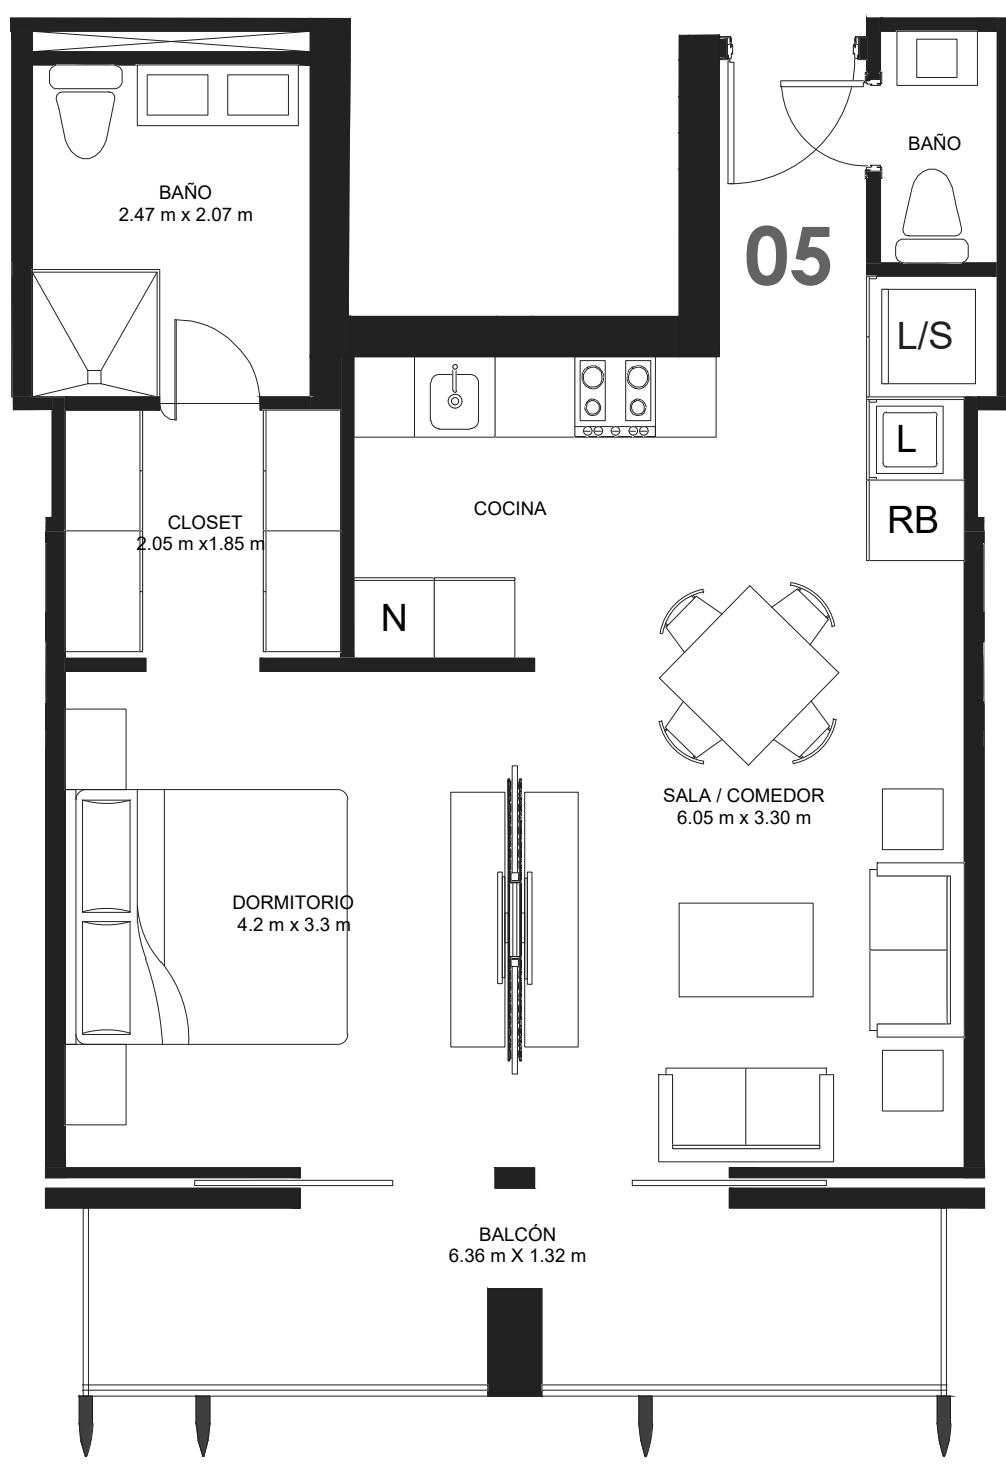 BAÑO
BAÑO
2.47 m x 2.07 m
05
L/S
L
COCINA
CLOSET
2.05 m x1.85 m
RB
N
SALA / COMEDOR
6.05 m x 3.30 m
DORMITORIO
4.2 m x 3.3 m
BALCÓN
6.36 m X 1.32 m